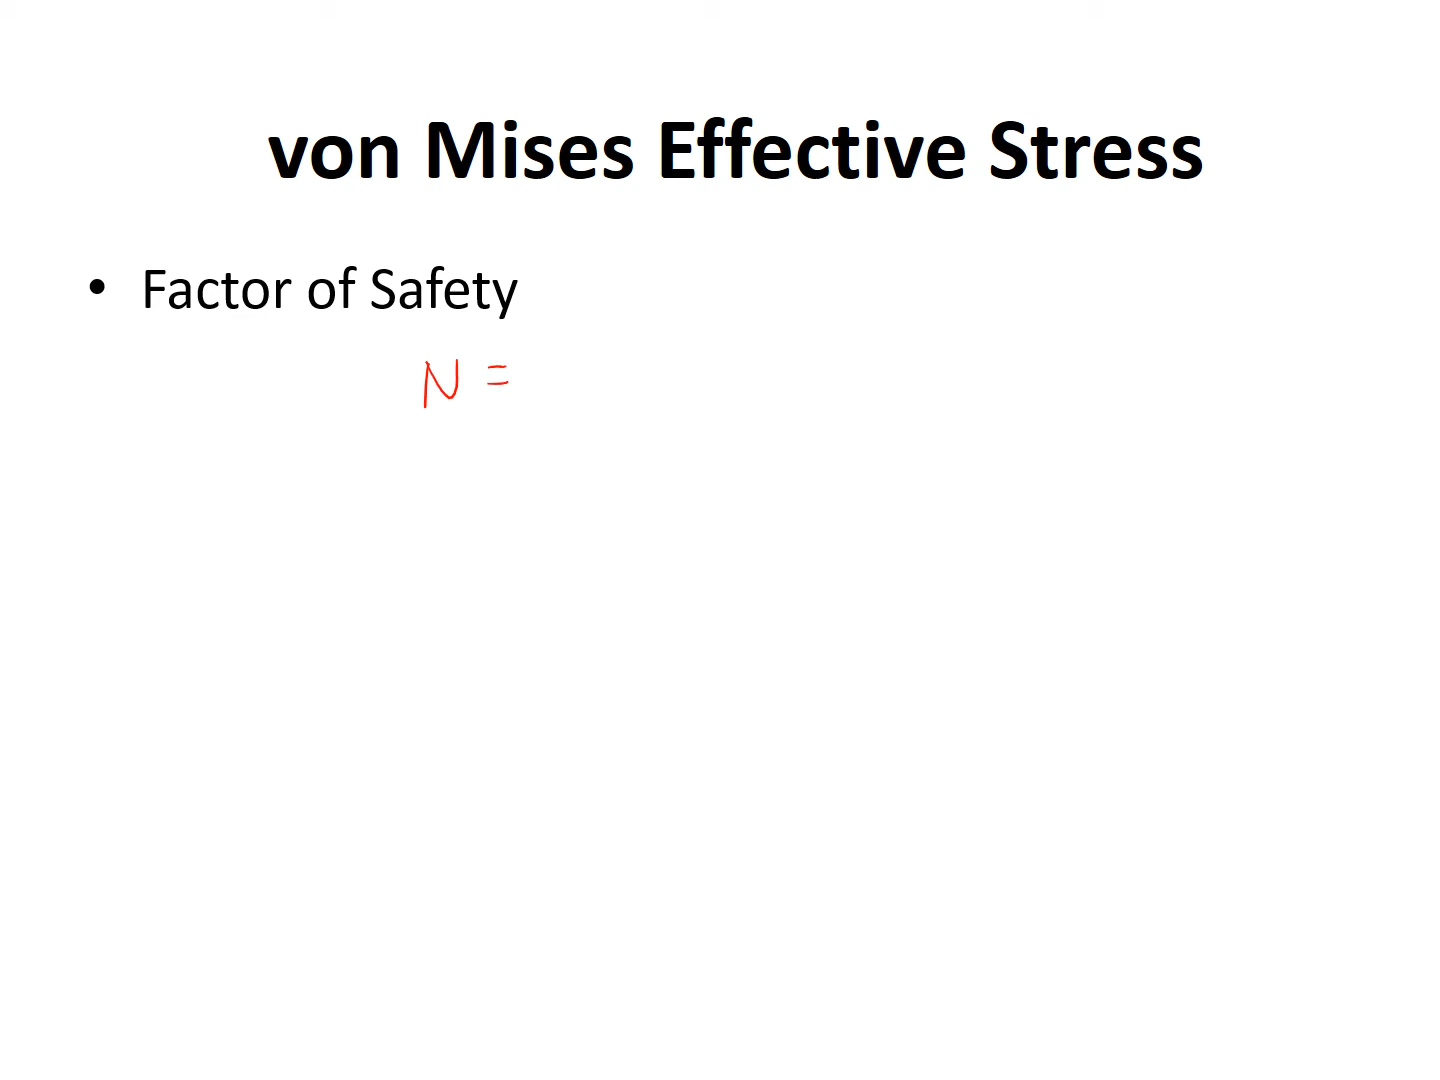 von Mises Effective Stress
• Factor of Safety
N =